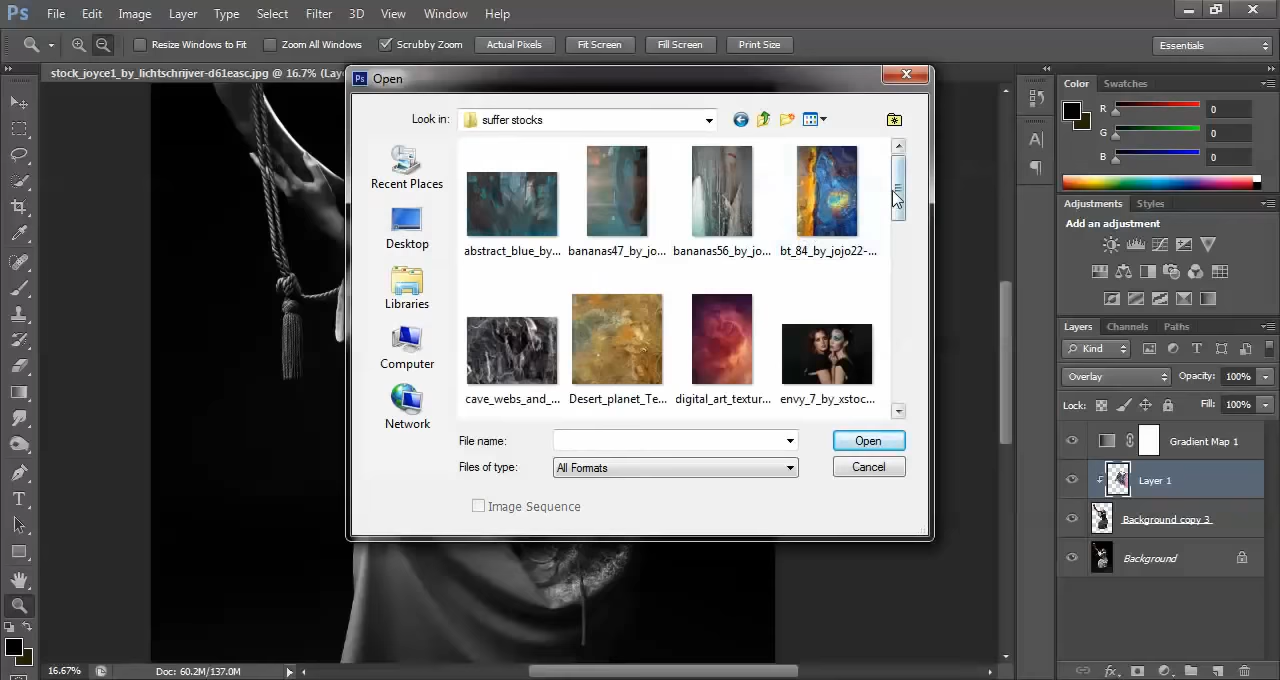 Ps File Edit Image Layer Type Select Filter 3D View Window Help
Resize Windows to Fit Zoom All Windows Scrubby Zoom Actual Pixels Fit Screen Fill Screen Print Size Essentials
stock_joyce1_by_lichtschrijver-d61easc.jpg @ 16.7% (Laye
Ps Open
Look in: suffer stocks
Recent Places
Desktop
Libraries
Computer
Network
abstract_blue_by... bananas47_by_jo... bananas56_by_jo... bt_84_by_jojo22-...
cave_webs_and_... Desert_planet_Te... digital_art_textur... envy_7_by_xstoc...
File name: Open
Files of type: All Formats Cancel
Image Sequence
Color Swatches
R 0
G 0
B 0
Adjustments Styles
Add an adjustment
Layers Channels Paths
Kind
Overlay Opacity: 100%
Lock: Fill: 100%
Gradient Map 1
Layer 1
Background copy 3
Background
16.67% Doc: 60.2M/137.0M